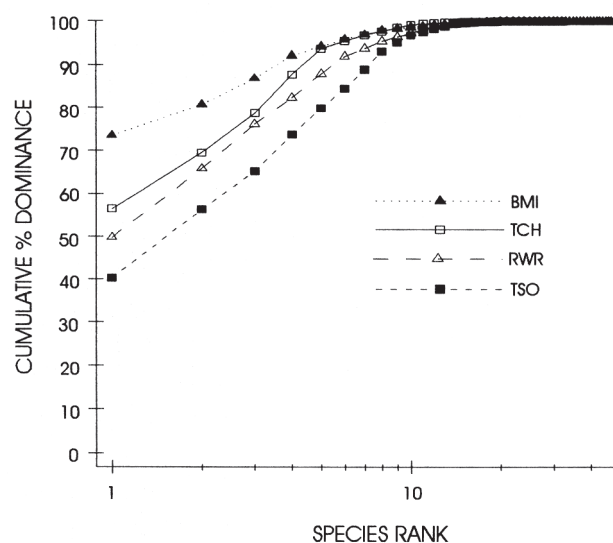 100
90
80
70
60
50
40
30
20
10
0
CUMULATIVE % DOMINANCE
BMI
TCH
RWR
TSO
1
10
SPECIES RANK